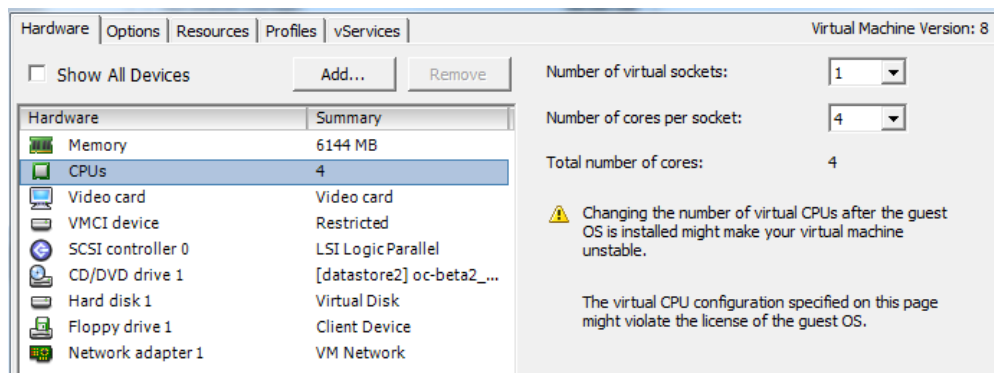 Hardware Options Resources Profiles vServices Virtual Machine Version: 8
Show All Devices Add... Remove
Hardware Summary
Memory 6144 MB
CPUs 4
Video card Video card
VMCI device Restricted
SCSI controller 0 LSI Logic Parallel
CD/DVD drive 1 [datastore2] oc-beta2_...
Hard disk 1 Virtual Disk
Floppy drive 1 Client Device
Network adapter 1 VM Network
Number of virtual sockets: 1
Number of cores per socket: 4
Total number of cores: 4
Changing the number of virtual CPUs after the guest
OS is installed might make your virtual machine
unstable.
The virtual CPU configuration specified on this page
might violate the license of the guest OS.